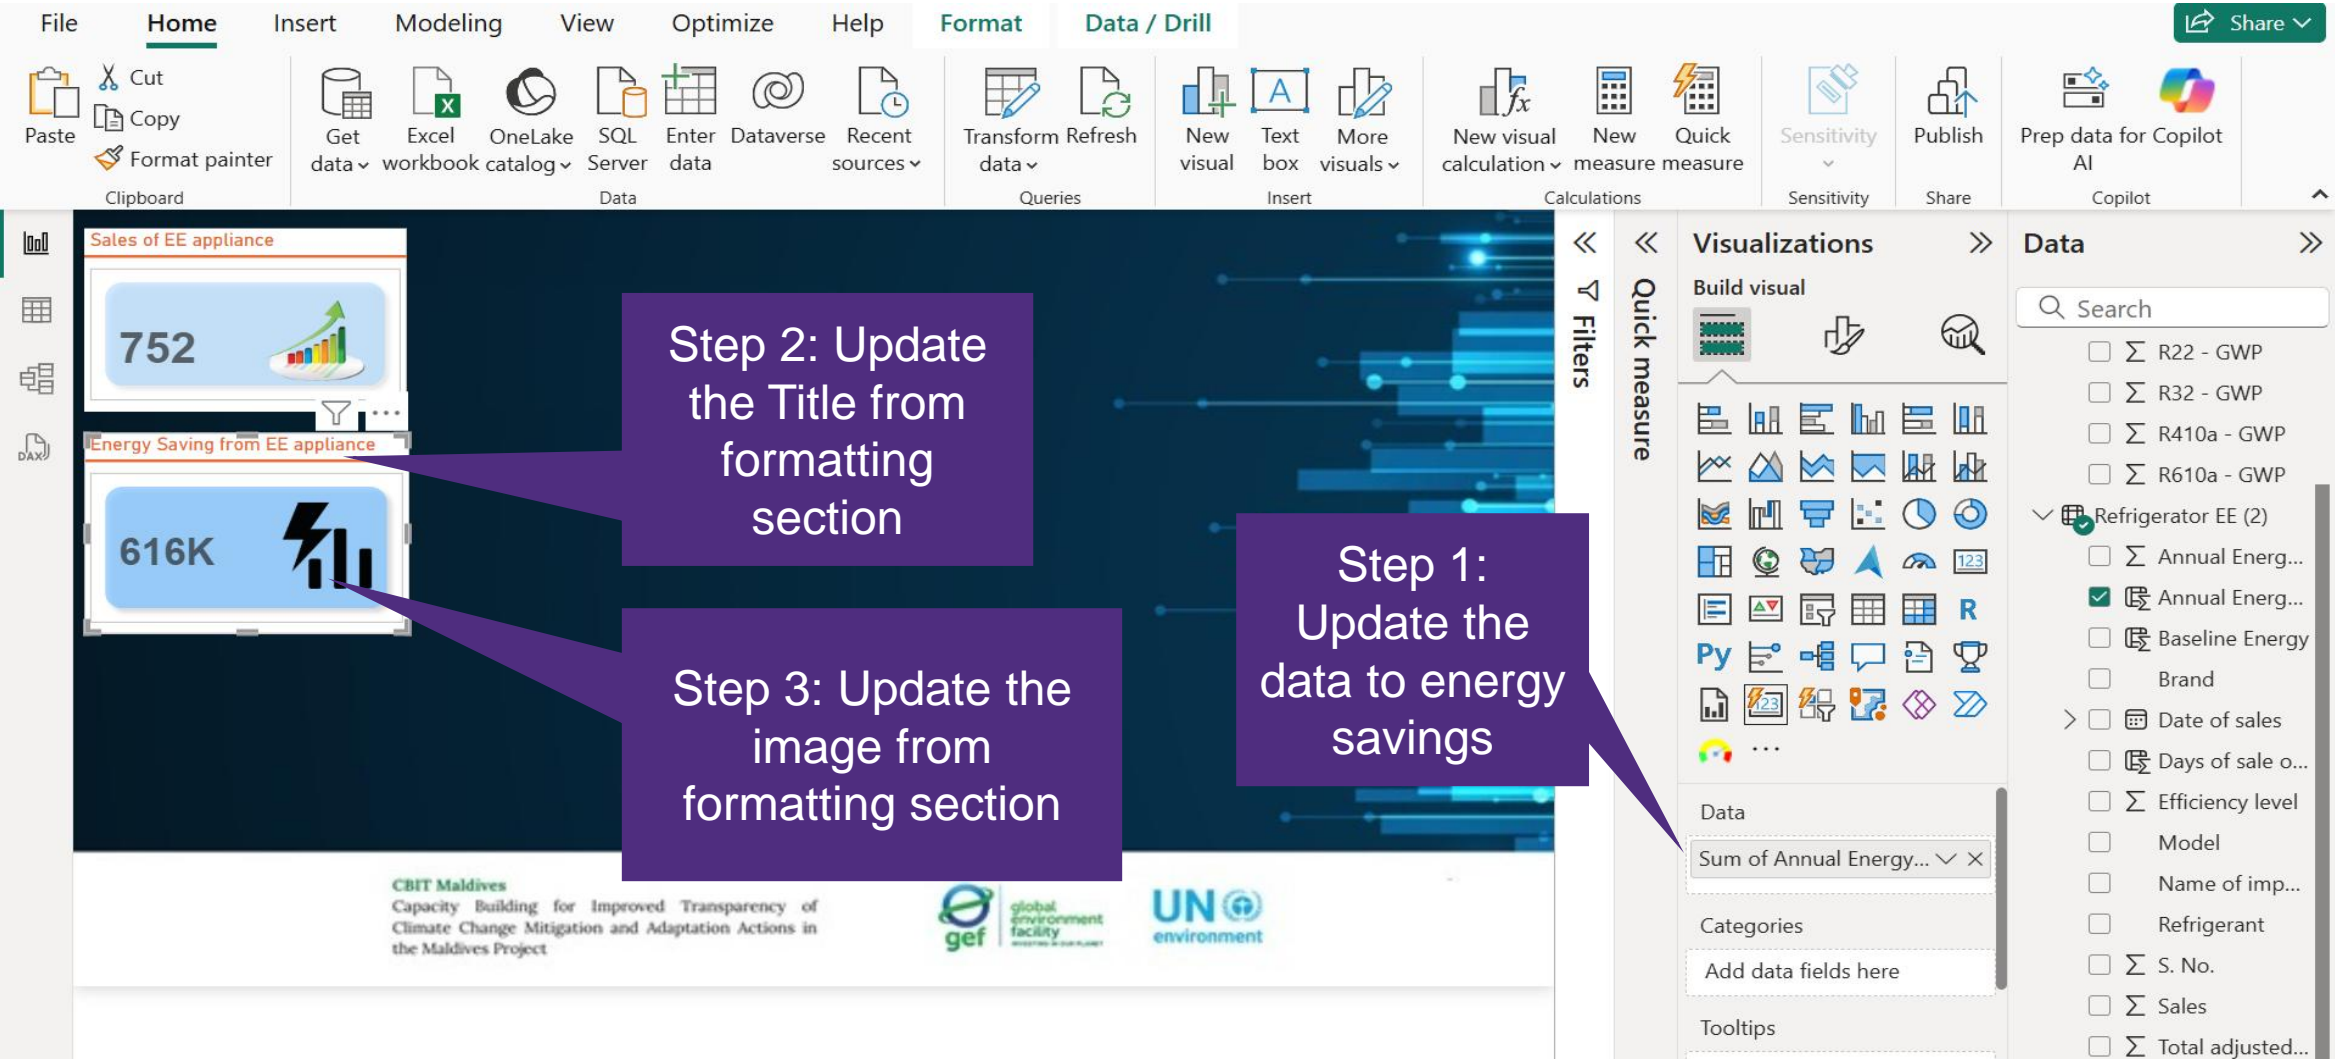 File Home Insert Modeling View Optimize Help Format Data / Drill Share
Cut
Copy
Format painter
Paste
Clipboard
Get data
Excel workbook
OneLake catalog
SQL Server
Enter data
Dataverse
Recent sources
Data
Transform data
Refresh
Queries
New visual
Text box
More visuals
Insert
New visual calculation
New measure
Quick measure
Calculations
Sensitivity
Sensitivity
Publish
Share
Prep data for AI
Copilot
Copilot
DAX
Sales of EE appliance
752
Energy Saving from EE appliance
616K
Step 2: Update
the Title from
formatting
section
Step 3: Update the
image from
formatting section
Step 1:
Update the
data to energy
savings
CBIT Maldives
Capacity Building for Improved Transparency of
Climate Change Mitigation and Adaptation Actions in
the Maldives Project
gef
global
environment
facility
INVESTING IN OUR PLANET
UN
environment
Filters
Quick measure
Visualizations
Build visual
123
R
Py
123
Data
Sum of Annual Energy...
Categories
Add data fields here
Tooltips
Data
Search
R22 - GWP
R32 - GWP
R410a - GWP
R610a - GWP
Refrigerator EE (2)
Annual Energ...
Annual Energ...
Baseline Energy
Brand
Date of sales
Days of sale o...
Efficiency level
Model
Name of imp...
Refrigerant
S. No.
Sales
Total adjusted...